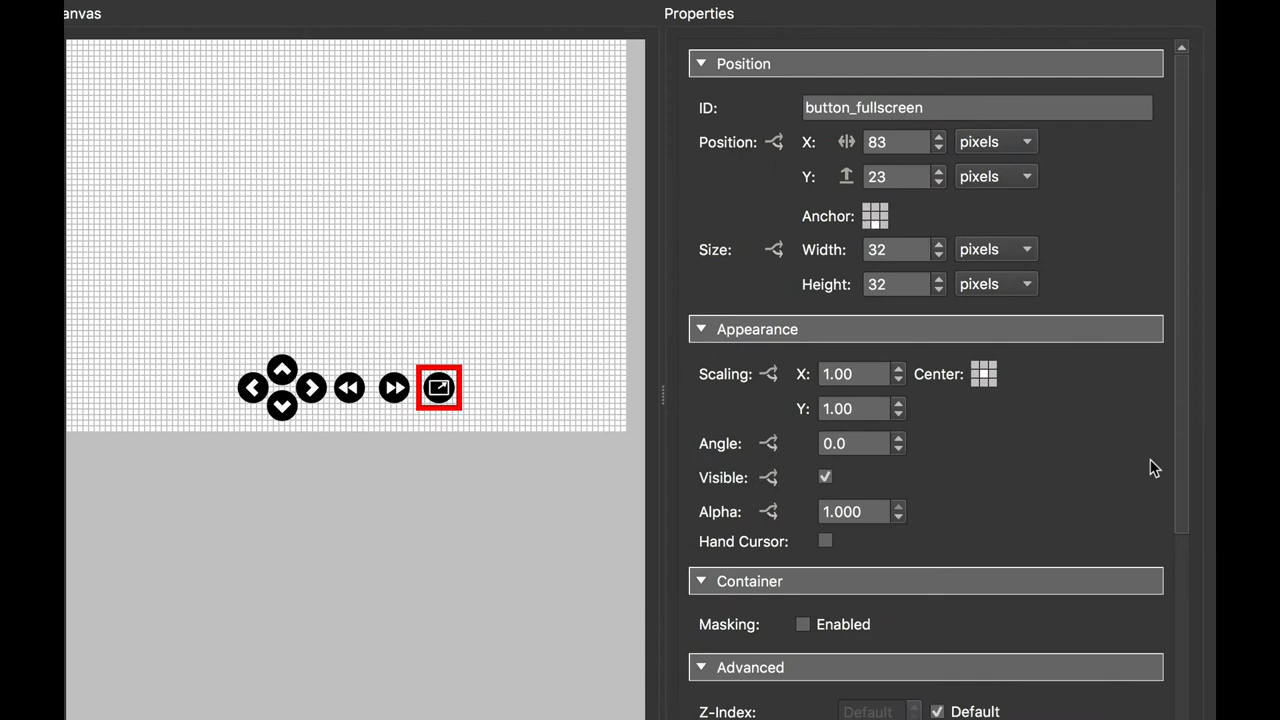 anvas
Properties
Position
ID: button_fullscreen
Position: X: 83 pixels
Y: 23 pixels
Anchor:
Size: Width: 32 pixels
Height: 32 pixels
Appearance
Scaling: X: 1.00 Center:
Y: 1.00
Angle: 0.0
Visible:
Alpha: 1.000
Hand Cursor:
Container
Masking: Enabled
Advanced
Z-Index: Default Default